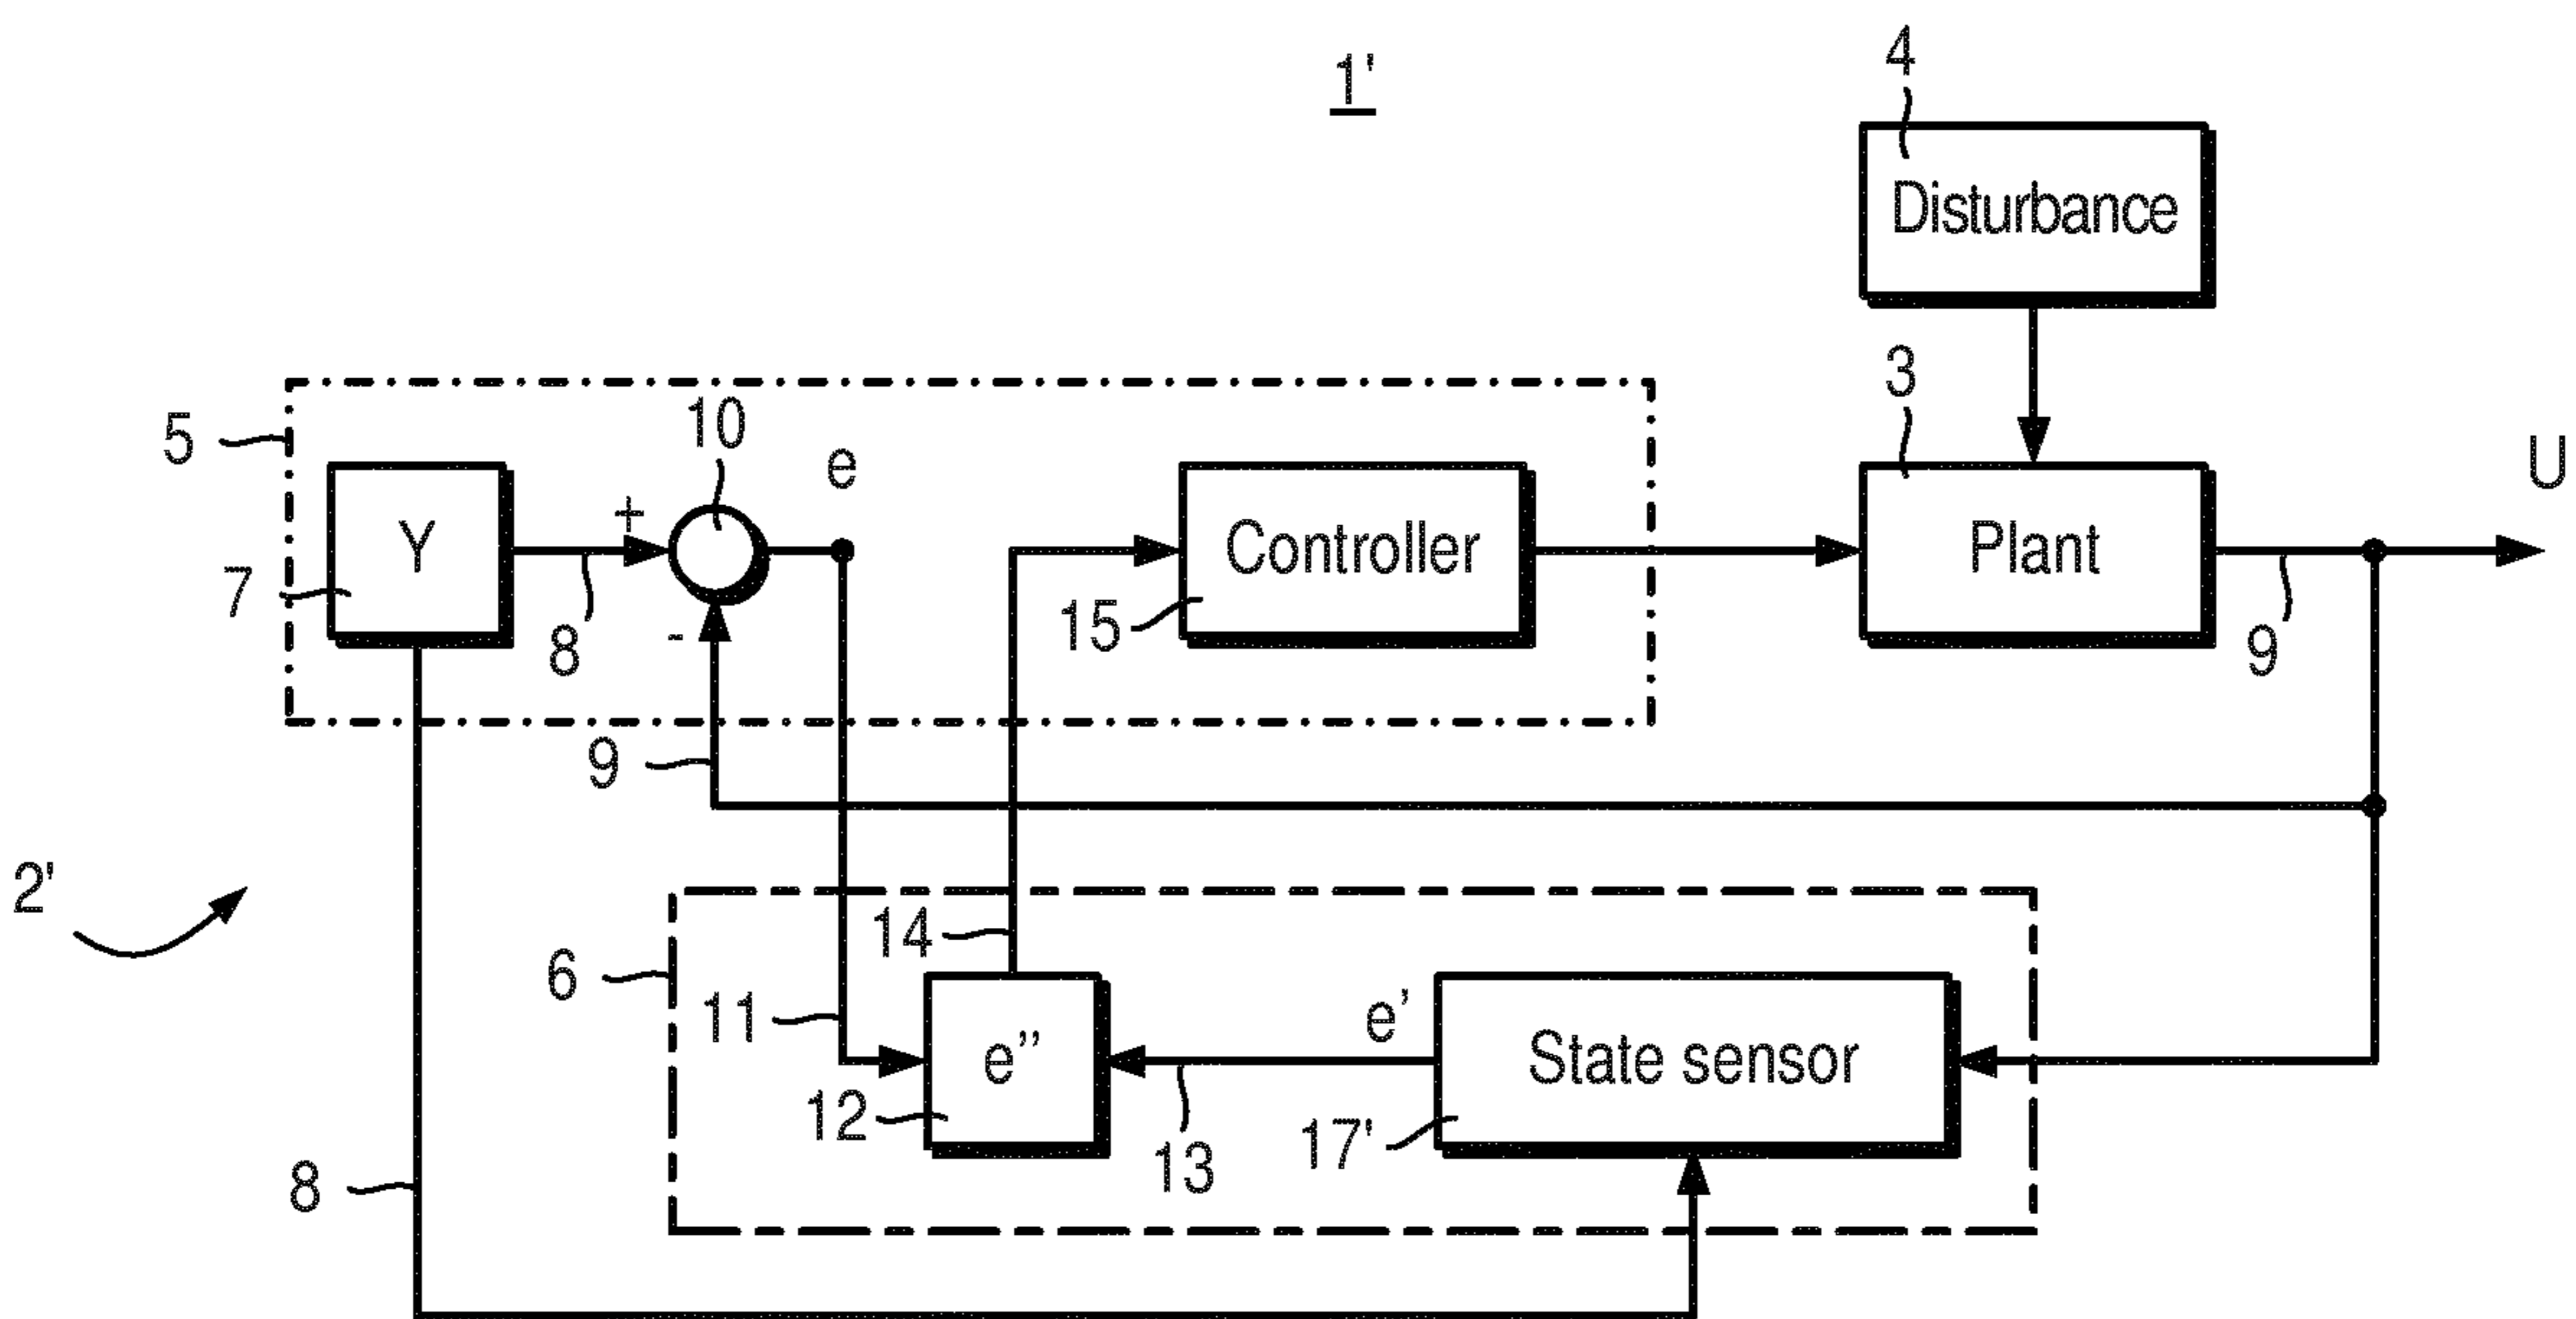 1'
4
Disturbance
5
10
e
3
U
Y
+
Controller
Plant
7
8
-
15
9
9
2'
14
6
11
e'
e’’
State sensor
12
13
17'
8